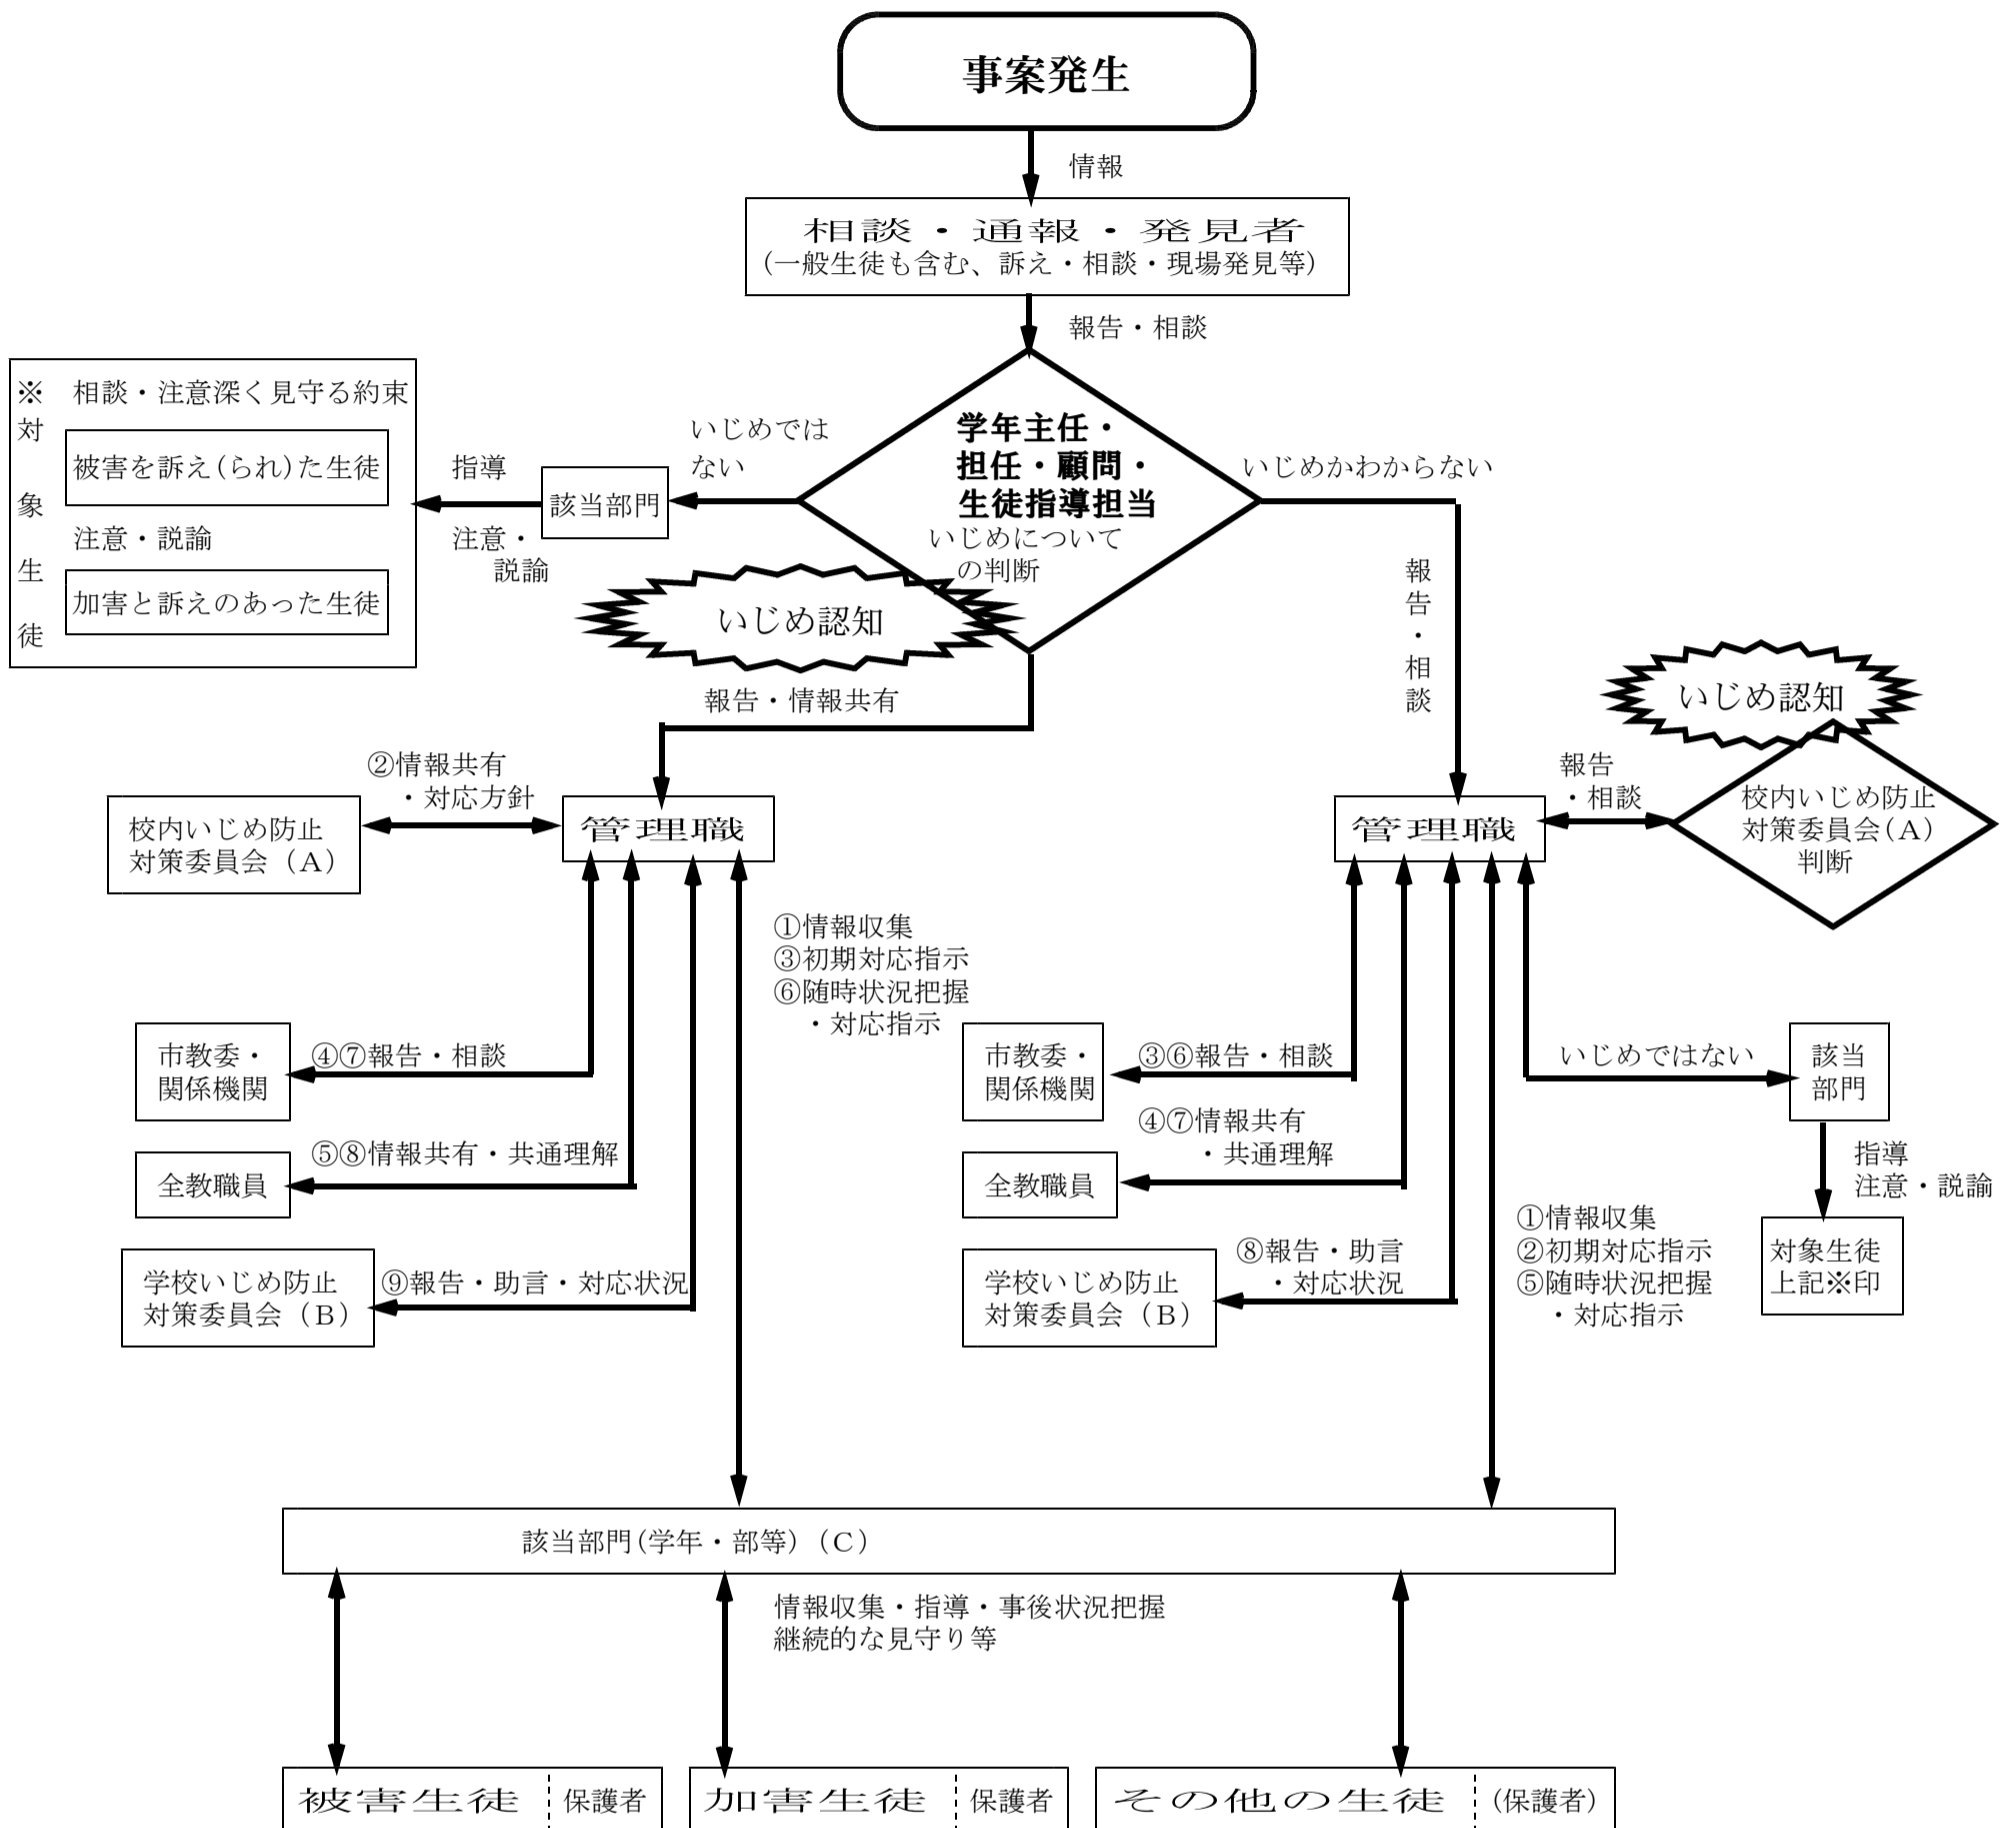 事案発生
情報
相談・通報・発見者
（一般生徒も含む、訴え・相談・現場発見等）
報告・相談
学年主任・
担任・顧問・
生徒指導担当
いじめについて
の判断
いじめでは
ない
該当部門
指導
注意・
説諭
※対象生徒
相談・注意深く見守る約束
被害を訴え(られ)た生徒
注意・説諭
加害と訴えのあった生徒
いじめ認知
報告・情報共有
いじめかわからない
報告・相談
②情報共有
・対応方針
校内いじめ防止
対策委員会（Ａ）
管理職
①情報収集
③初期対応指示
⑥随時状況把握
・対応指示
市教委・
関係機関
④⑦報告・相談
全教職員
⑤⑧情報共有・共通理解
学校いじめ防止
対策委員会（Ｂ）
⑨報告・助言・対応状況
管理職
報告
・相談
いじめ認知
校内いじめ防止
対策委員会(Ａ)
判断
市教委・
関係機関
③⑥報告・相談
④⑦情報共有
・共通理解
全教職員
学校いじめ防止
対策委員会（Ｂ）
⑧報告・助言
・対応状況
いじめではない
該当
部門
指導
注意・説諭
対象生徒
上記※印
①情報収集
②初期対応指示
⑤随時状況把握
・対応指示
該当部門(学年・部等)（Ｃ）
情報収集・指導・事後状況把握
継続的な見守り等
被害生徒
保護者
加害生徒
保護者
その他の生徒
（保護者）